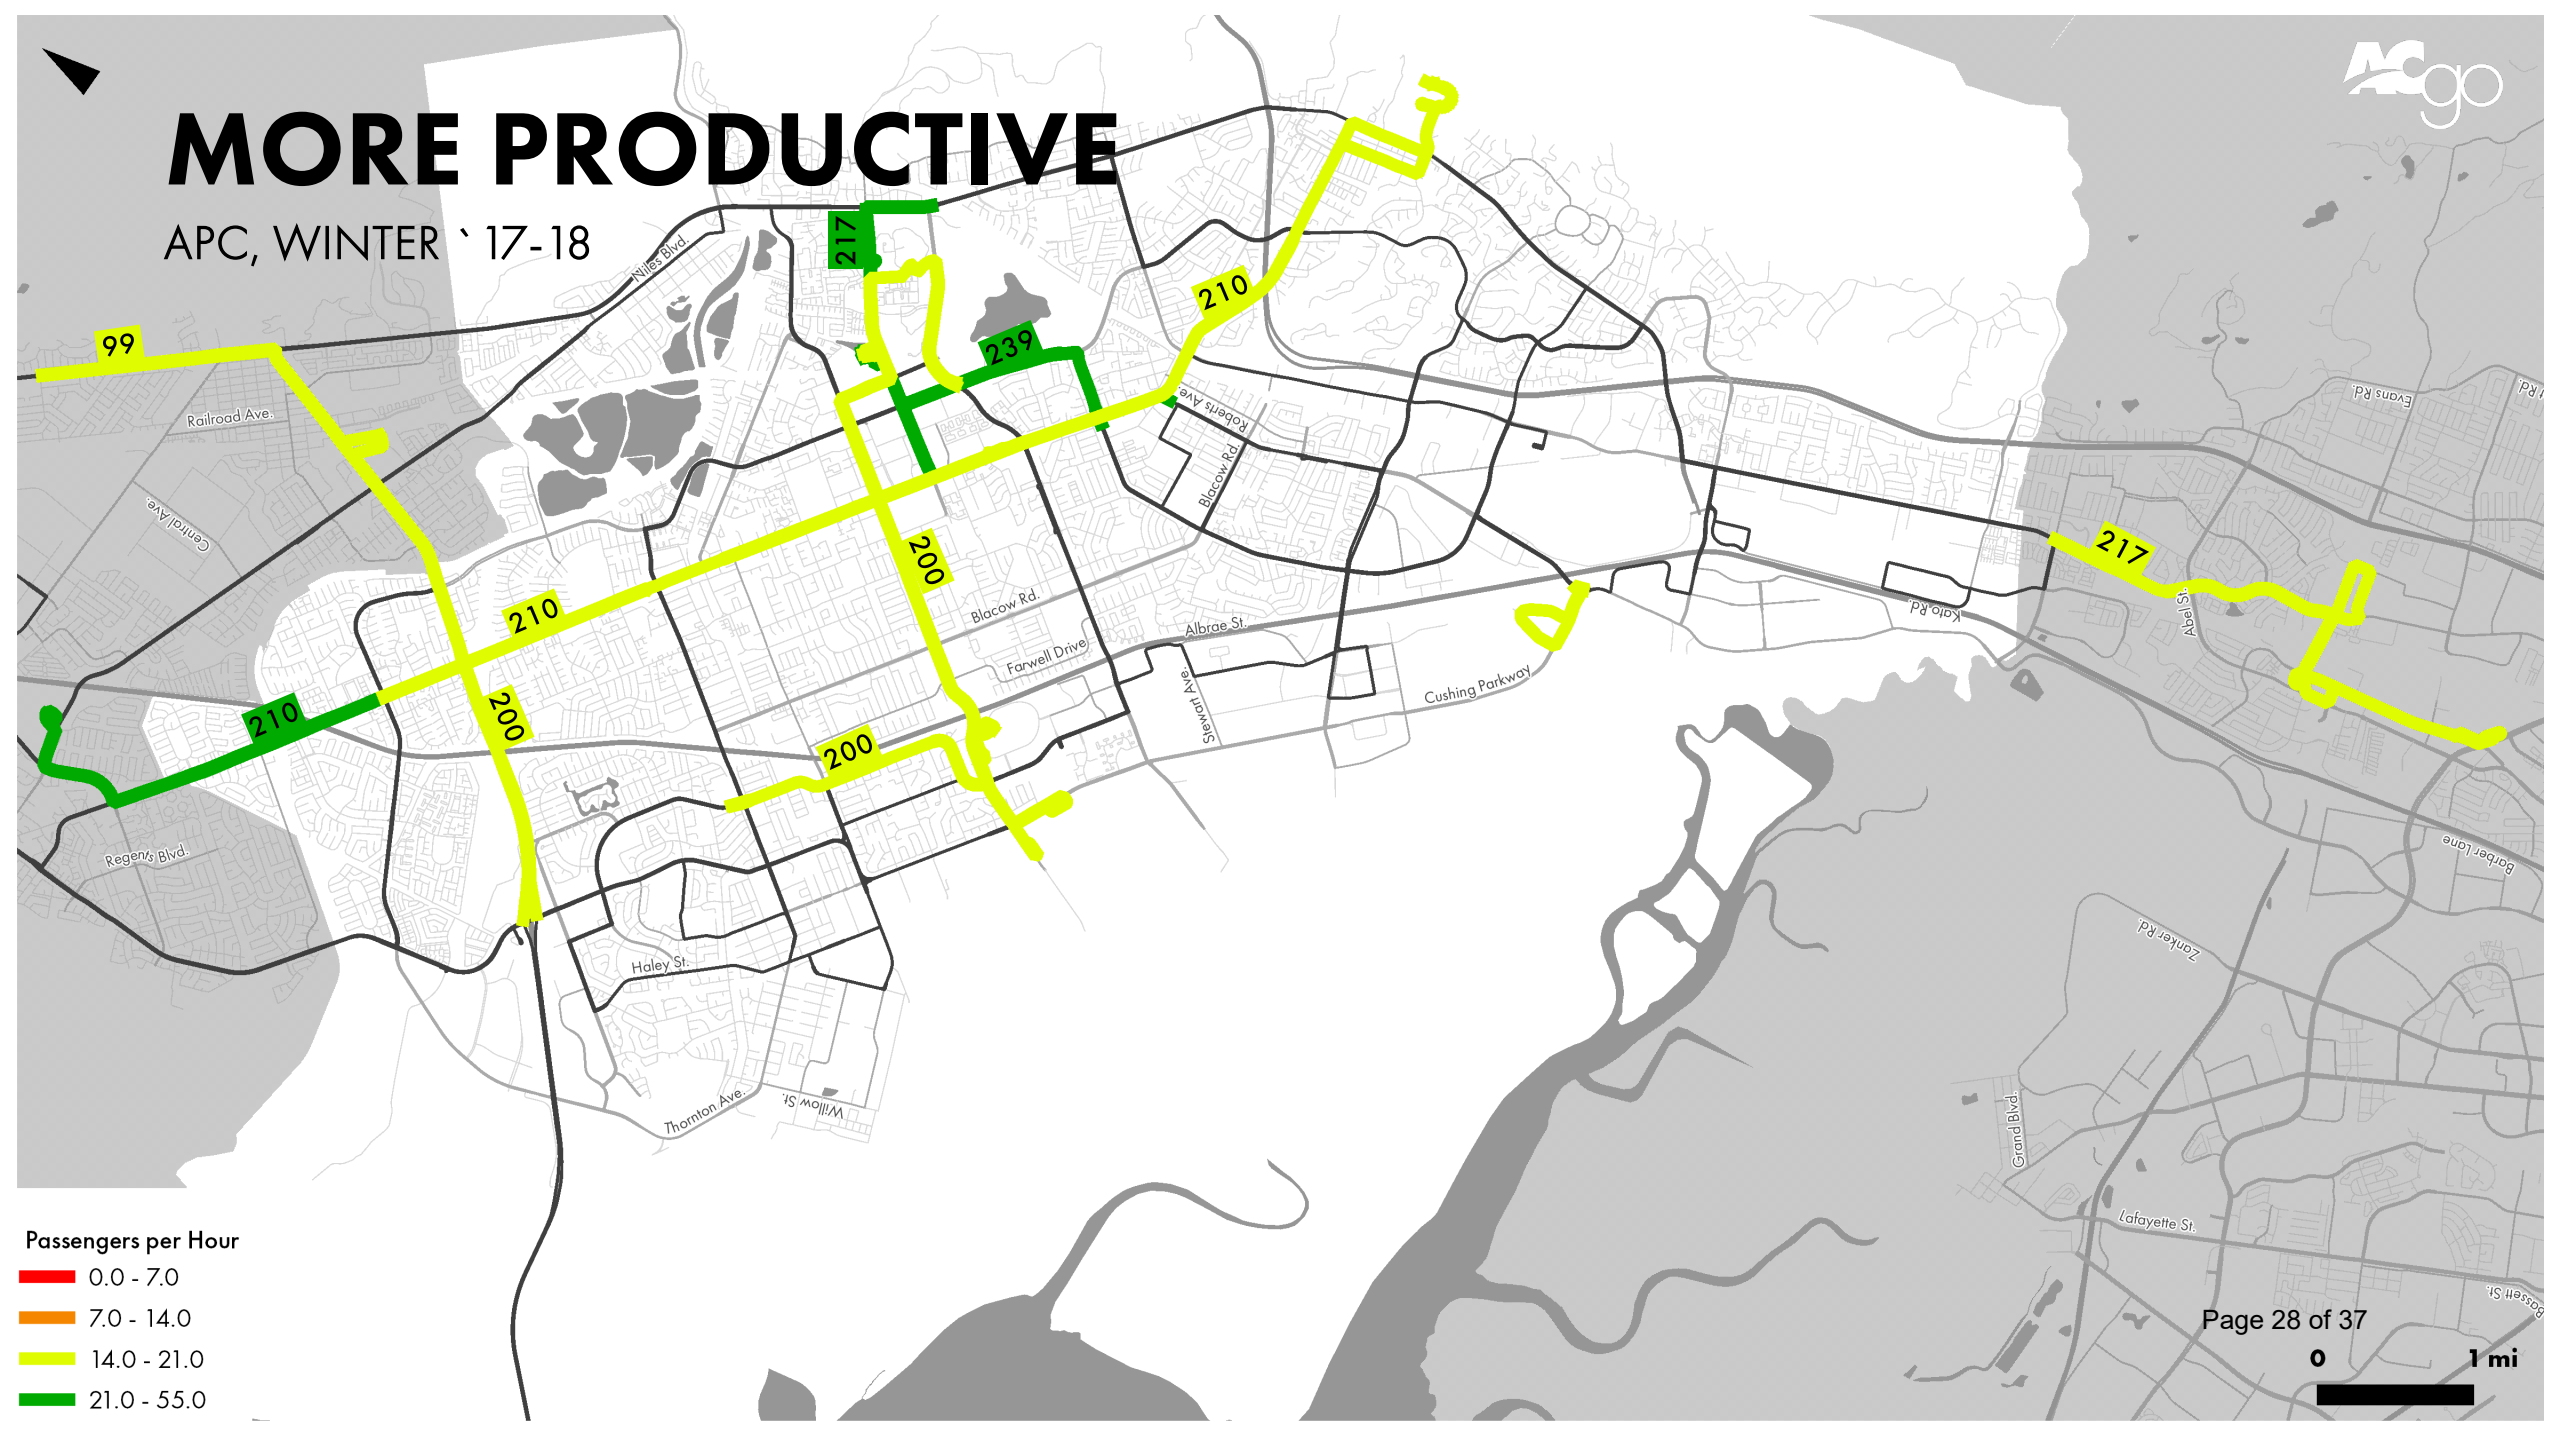 MORE PRODUCTIVE
APC, WINTER `17-18
ACgo
Niles Blvd.
217
210
99
239
Railroad Ave.
Roberts Ave.
Evans Rd.
Central Ave.
Blacow Rd.
200
217
210
Blacow Rd.
Kato Rd.
Abel St.
Albrae St.
Farwell Drive
Cushing Parkway
Stewart Ave.
210
200
200
Regents Blvd.
Barber Lane
Zanker Rd.
Haley St.
Thornton Ave.
Willow St.
Grand Blvd.
Lafayette St.
Bassett St.
Passengers per Hour
0.0 - 7.0
7.0 - 14.0
14.0 - 21.0
21.0 - 55.0
Page 28 of 37
0 1 mi